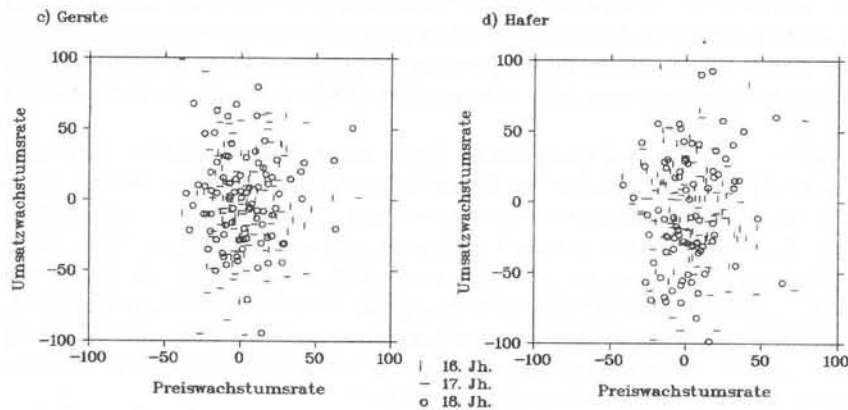 c) Gerste
d) Hafer
100
50
0
−50
−100
−100
−50
0
50
100
Umsatzwachstumsrate
Preiswachstumsrate
100
50
0
−50
−100
−100
−50
0
50
100
Umsatzwachstumsrate
Preiswachstumsrate
| 16. Jh.
− 17. Jh.
o 18. Jh.